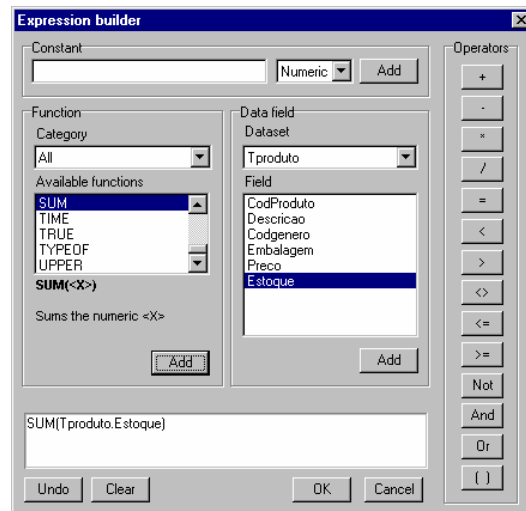 Expression builder
Constant
Numeric
Add
Function
Category
All
Available functions
SUM
TIME
TRUE
TYPEOF
UPPER
SUM(<X>)
Sums the numeric <X>
Add
Data field
Dataset
Tproduto
Field
CodProduto
Descricao
Codgenero
Embalagem
Preco
Estoque
Add
Operators
+
-
*
/
=
<
>
<>
<=
>=
Not
And
Or
( )
SUM(Tproduto.Estoque)
Undo
Clear
OK
Cancel